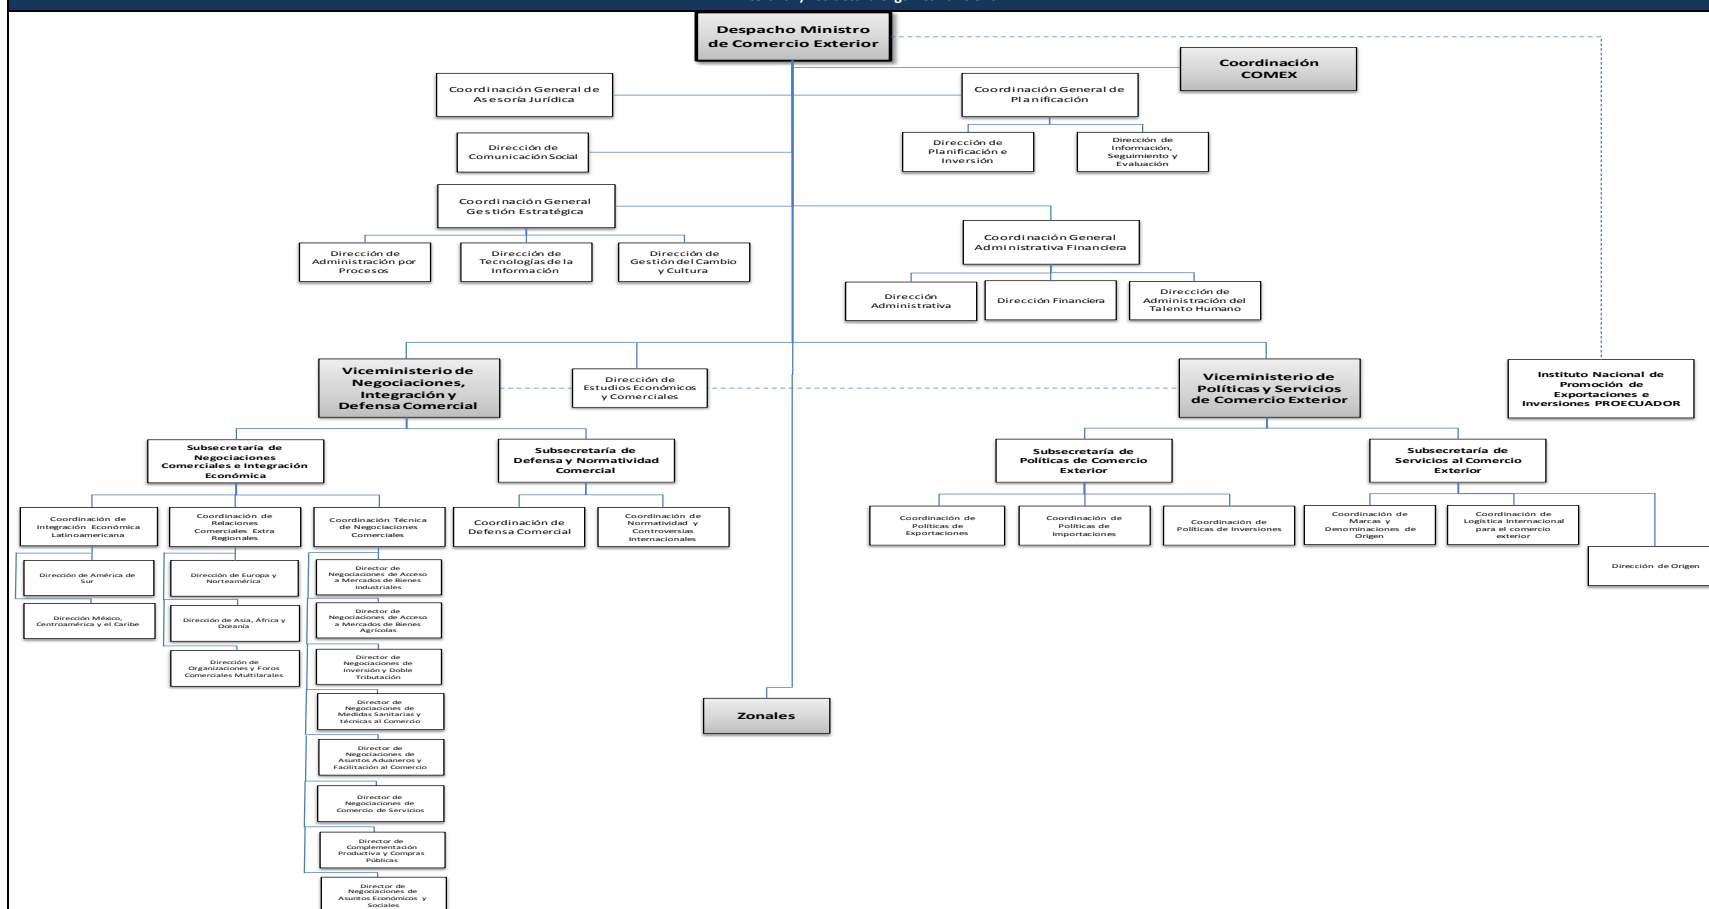 Despacho Ministro
de Comercio Exterior
Coordinación
COMEX
Coordinación General de
Asesoría Jurídica
Coordinación General de
Planificación
Dirección de
Comunicación Social
Dirección de
Planificación e
Inversión
Dirección de
Información,
Seguimiento y
Evaluación
Coordinación General
Gestión Estratégica
Coordinación General
Administrativa Financiera
Dirección de
Administración por
Procesos
Dirección de
Tecnologías de la
Información
Dirección de
Gestión del Cambio
y Cultura
Dirección
Administrativa
Dirección Financiera
Dirección de
Administración del
Talento Humano
Viceministerio de
Negociaciones,
Integración y
Defensa Comercial
Dirección de
Estudios Económicos
y Comerciales
Viceministerio de
Políticas y Servicios
de Comercio Exterior
Instituto Nacional de
Promoción de
Exportaciones e
Inversiones PROECUADOR
Subsecretaría de
Negociaciones
Comerciales e Integración
Económica
Subsecretaría de
Defensa y Normatividad
Comercial
Subsecretaría de
Políticas de Comercio
Exterior
Subsecretaría de
Servicios al Comercio
Exterior
Coordinación de
Integración Económica
Latinoamericana
Coordinación de
Relaciones
Comerciales Extra
Regionales
Coordinación Técnica
de Negociaciones
Comerciales
Coordinación de
Defensa Comercial
Coordinación de
Normatividad y
Controversias
Internacionales
Coordinación de
Políticas de
Exportaciones
Coordinación de
Políticas de
Importaciones
Coordinación de
Políticas de Inversiones
Coordinación de
Marcas y
Denominaciones de
Origen
Coordinación de
Logística Internacional
para el comercio
exterior
Dirección de Origen
Dirección de América de
Sur
Dirección México,
Centroamérica y el Caribe
Dirección de Europa y
Norteamérica
Dirección de Asia, África y
Oceanía
Dirección de
Organizaciones y Foros
Comerciales Multilarales
Director de
Negociaciones de Acceso
a Mercados de Bienes
Industriales
Director de
Negociaciones de Acceso
a Mercados de Bienes
Agrícolas
Director de
Negociaciones de
Inversión y Doble
Tributación
Director de
Negociaciones de
Medidas Sanitarias y
técnicas al Comercio
Director de
Negociaciones de
Asuntos Aduaneros y
Facilitación al Comercio
Director de
Negociaciones de
Comercio de Servicios
Director de
Complementación
Productiva y Compras
Públicas
Director de
Negociaciones de
Asuntos Económicos y
Sociales
Zonales